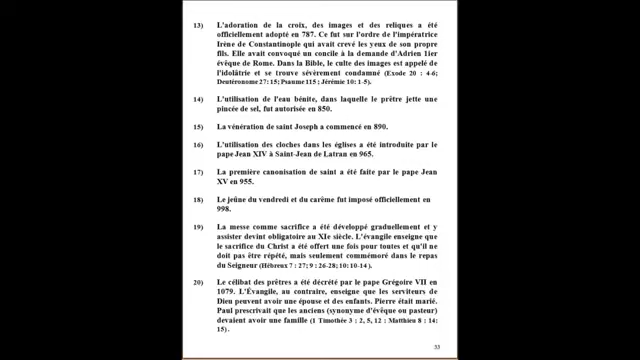 13) L'adoration de la croix, des images et des reliques a été
officiellement adopté en 787. Ce fut sur l'ordre de l'impératrice
Irène de Constantinople qui avait crevé les yeux de son propre
fils. Elle avait convoqué un concile à la demande d'Adrien 1ier
évêque de Rome. Dans la Bible, le culte des images est appelé de
l'idolâtrie et se trouve sévèrement condamné (Exode 20 : 4-6;
Deutéronome 27: 15; Psaume 115 ; Jérémie 10: 1-5).
14) L'utilisation de l'eau bénite, dans laquelle le prêtre jette une
pincée de sel, fut autorisée en 850.
15) La vénération de saint Joseph a commencé en 890.
16) L'utilisation des cloches dans les églises a été introduite par le
pape Jean XIV à Saint-Jean de Latran en 965.
17) La première canonisation de saint a été faite par le pape Jean
XV en 955.
18) Le jeûne du vendredi et du carême fut imposé officiellement en
998.
19) La messe comme sacrifice a été développé graduellement et y
assister devint obligatoire au XIe siècle. L'évangile enseigne que
le sacrifice du Christ a été offert une fois pour toutes et qu'il ne
doit pas être répété, mais seulement commémoré dans le repas
du Seigneur (Hébreux 7 : 27; 9 : 26-28; 10: 10-14 ).
20) Le célibat des prêtres a été décrété par le pape Grégoire VII en
1079. L'Évangile, au contraire, enseigne que les serviteurs de
Dieu peuvent avoir une épouse et des enfants. Pierre était marié.
Paul prescrivait que les anciens (synonyme d'évêque ou pasteur)
devaient avoir une famille (1 Timothée 3 : 2, 5, 12 : Matthieu 8 : 14:
15).
33